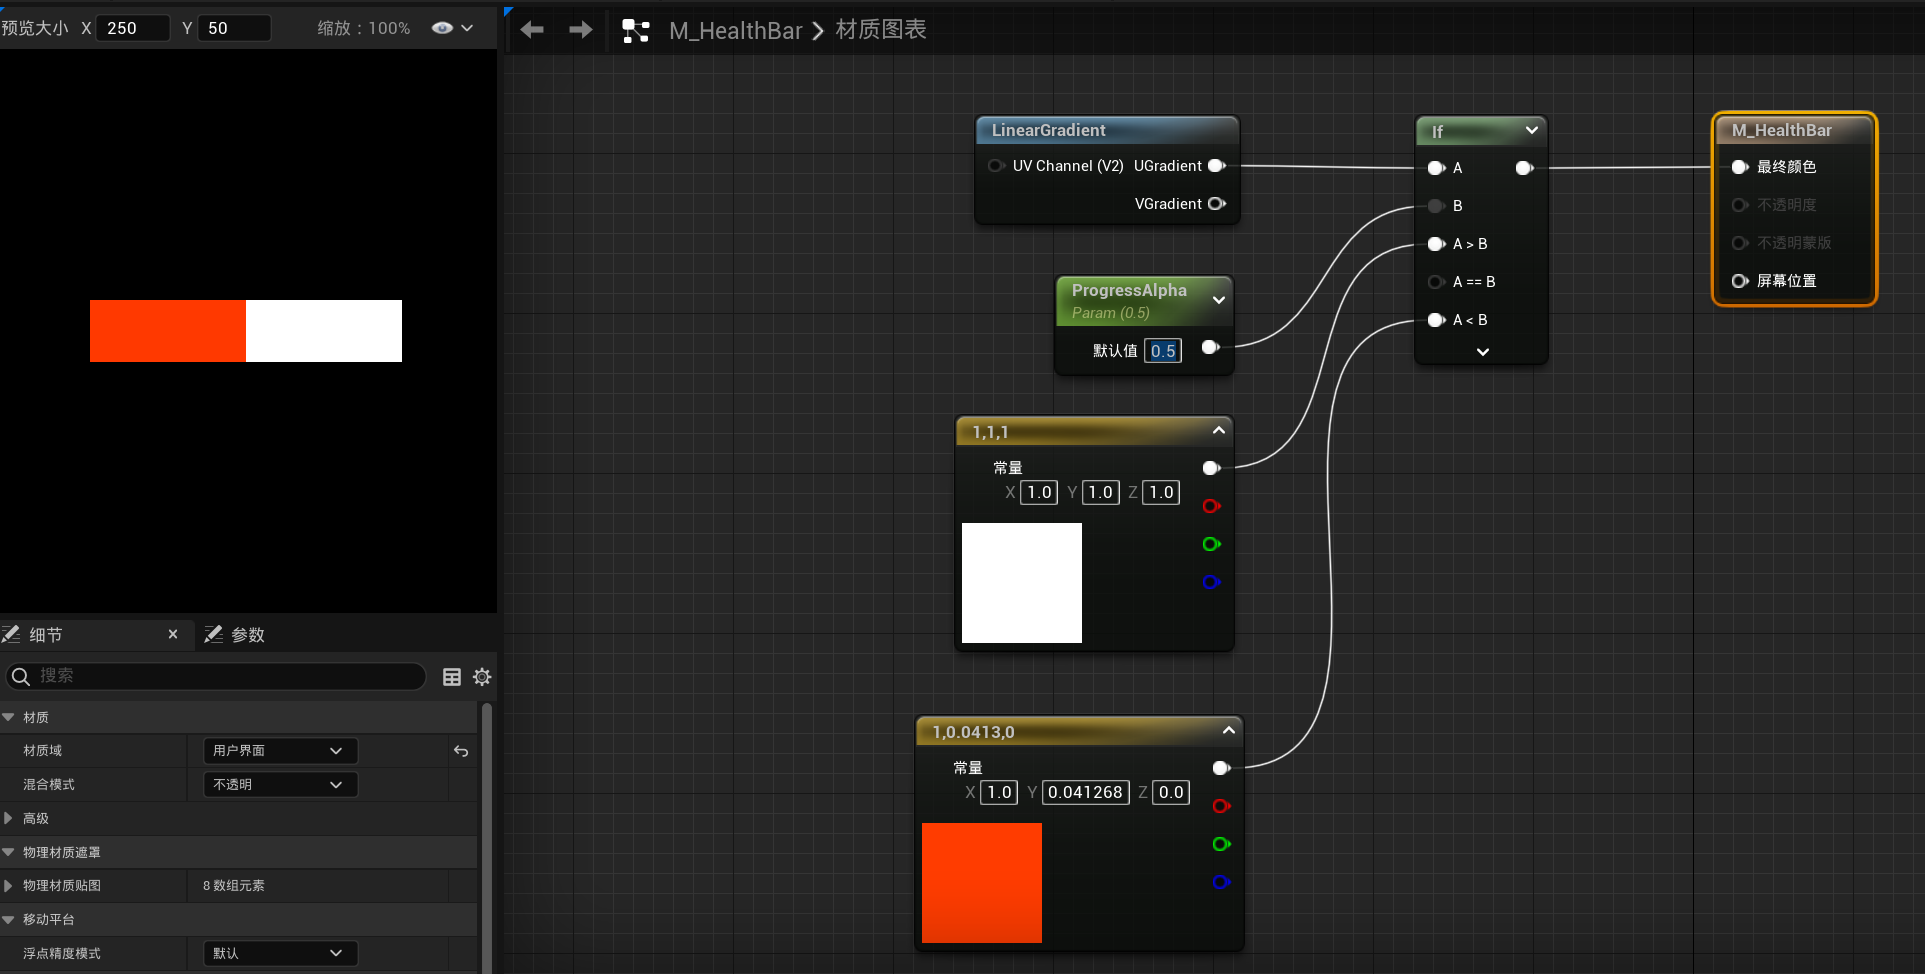 预览大小 X 250 Y 50 缩放：100%
M_HealthBar 材质图表
LinearGradient
UV Channel (V2) UGradient
VGradient
ProgressAlpha
Param (0.5)
默认值 0.5
1,1,1
常量
X 1.0 Y 1.0 Z 1.0
1,0.0413,0
常量
X 1.0 Y 0.041268 Z 0.0
If
A
B
A > B
A == B
A < B
M_HealthBar
最终颜色
不透明度
不透明蒙版
屏幕位置
细节 × 参数
搜索
材质
材质域 用户界面
混合模式 不透明
高级
物理材质遮罩
物理材质贴图 8 数组元素
移动平台
浮点精度模式 默认